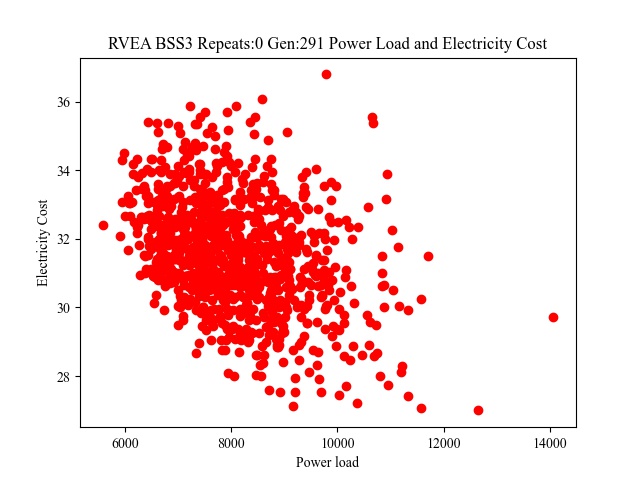 RVEA BSS3 Repeats:0 Gen:291 Power Load and Electricity Cost
36
34
32
30
28
Electricity Cost
6000 8000 10000 12000 14000
Power load